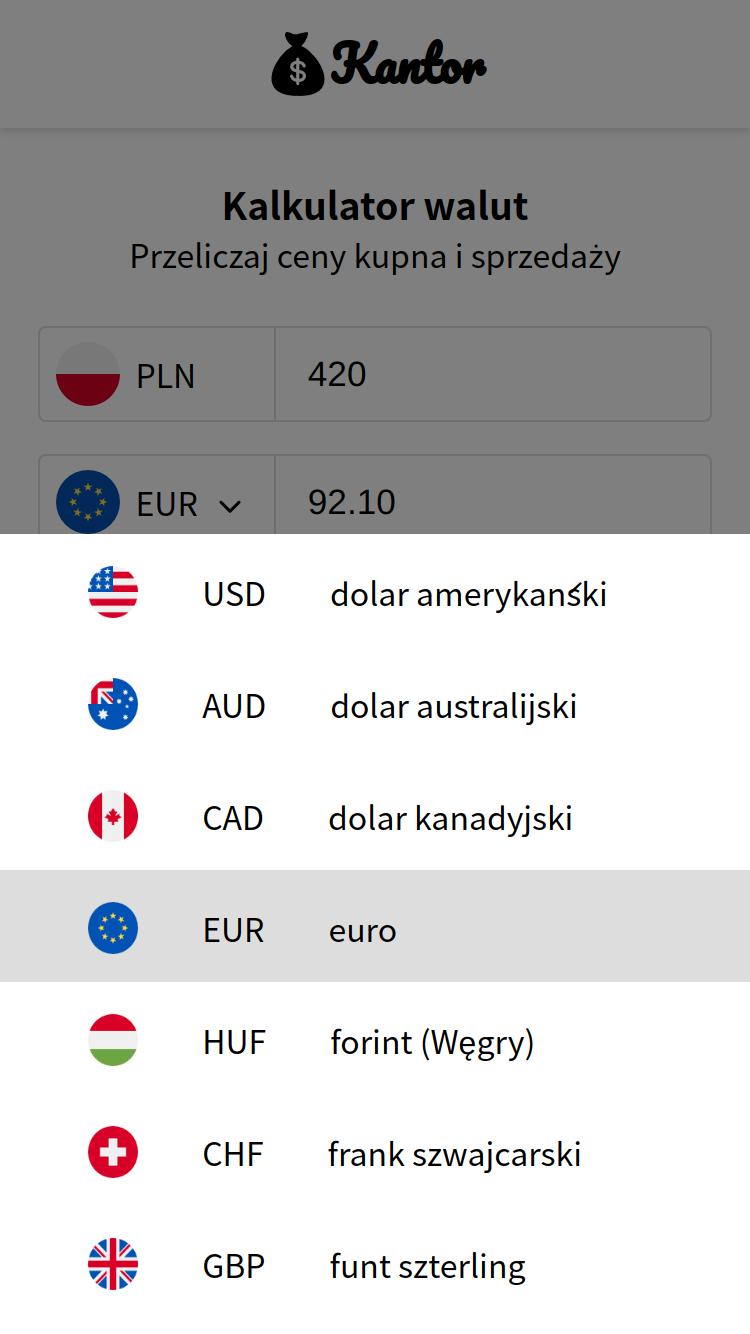 $ Kantor
Kalkulator walut
Przeliczaj ceny kupna i sprzedaży
PLN 420
EUR 92.10
USD dolar amerykanśki
AUD dolar australijski
CAD dolar kanadyjski
EUR euro
HUF forint (Węgry)
CHF frank szwajcarski
GBP funt szterling